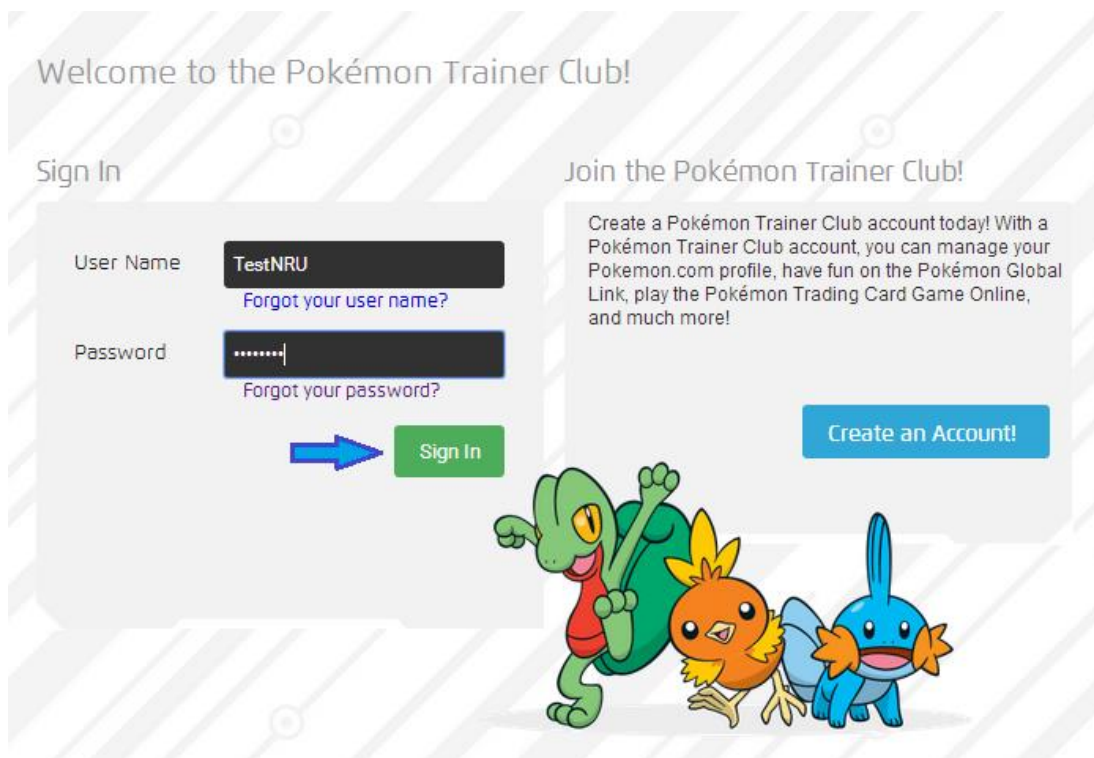 Welcome to the Pokémon Trainer Club!
Sign In
User Name
TestNRU
Forgot your user name?
Password
••••••••
Forgot your password?
Sign In
Join the Pokémon Trainer Club!
Create a Pokémon Trainer Club account today! With a
Pokémon Trainer Club account, you can manage your
Pokemon.com profile, have fun on the Pokémon Global
Link, play the Pokémon Trading Card Game Online,
and much more!
Create an Account!